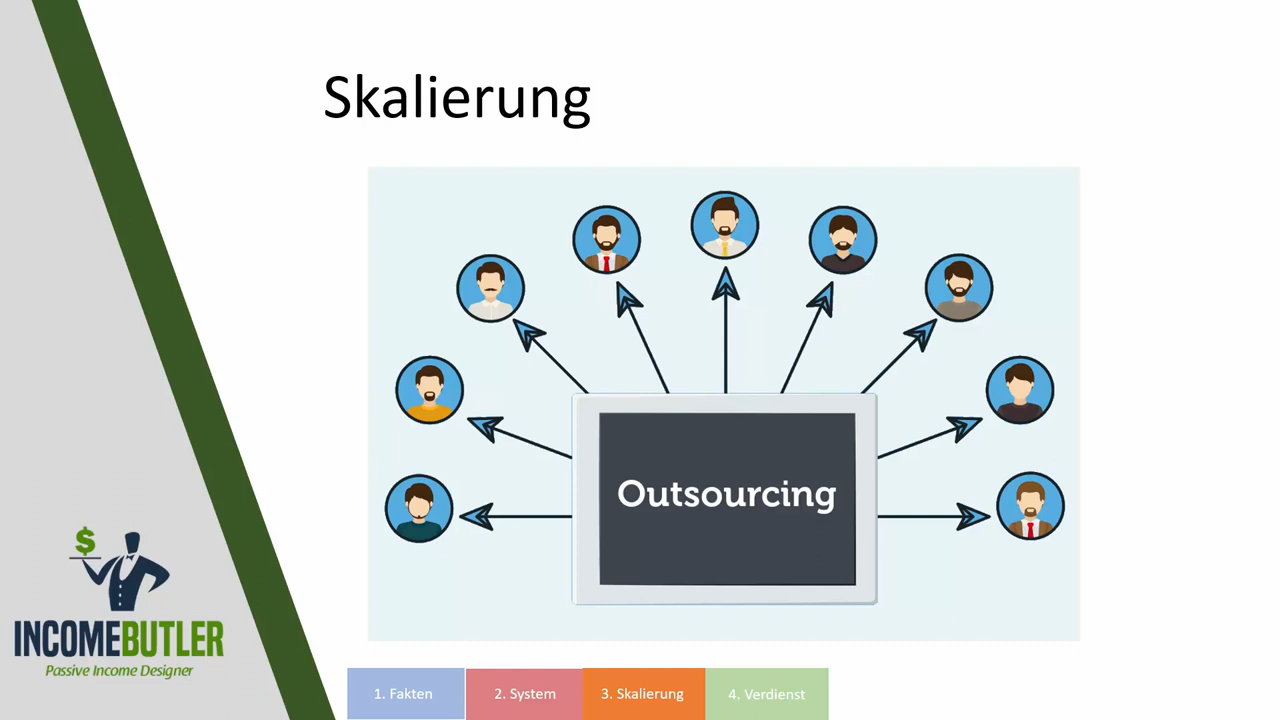 Skalierung
Outsourcing
$
INCOMEBUTLER
Passive Income Designer
1. Fakten
2. System
3. Skalierung
4. Verdienst